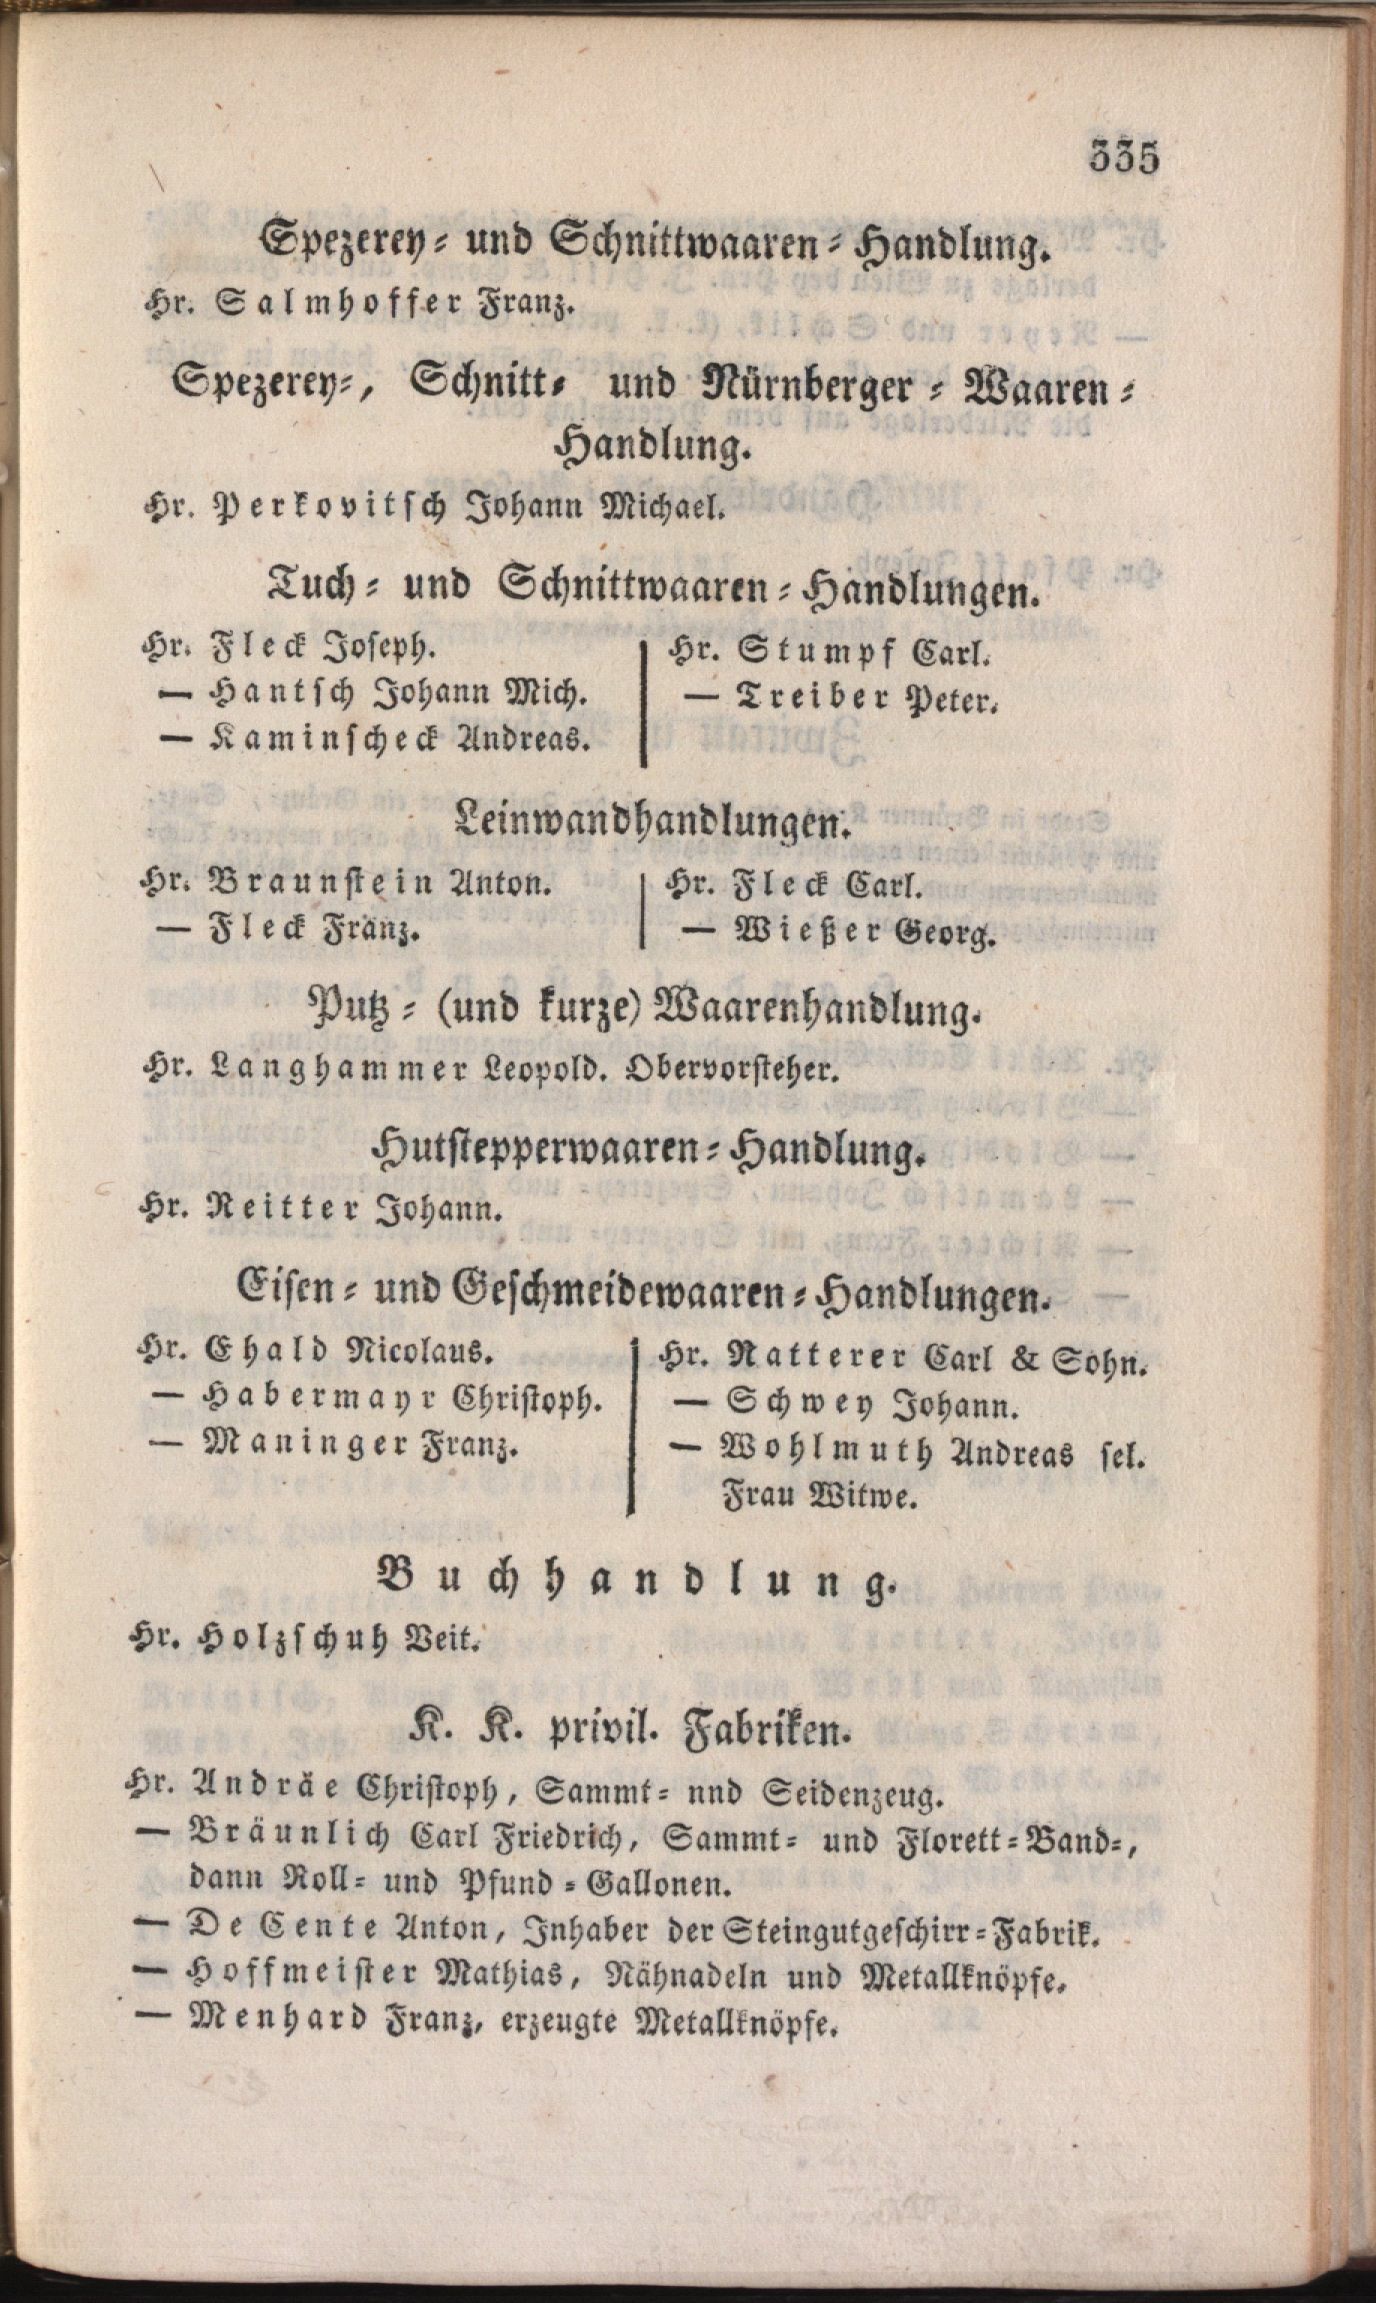 335
Spezerey- und Schnittwaaren-Handlung.
Hr. Salmhoffer Franz.
Spezerey-, Schnitt- und Nürnberger-Waaren-
Handlung.
Hr. Perkovitsch Johann Michael.
Tuch- und Schnittwaaren-Handlungen.
Hr. Fleck Joseph.
— Hantsch Johann Mich.
— Kaminscheck Andreas.
Hr. Stumpf Carl.
— Treiber Peter.
Leinwandhandlungen.
Hr. Braunstein Anton.
— Fleck Franz.
Hr. Fleck Carl.
— Wießer Georg.
Putz- (und kurze) Waarenhandlung.
Hr. Langhammer Leopold. Obervorsteher.
Hutstepperwaaren-Handlung.
Hr. Reitter Johann.
Eisen- und Geschmeidewaaren-Handlungen.
Hr. Ehald Nicolaus.
— Habermayr Christoph.
— Maninger Franz.
Hr. Natterer Carl & Sohn.
— Schwey Johann.
— Wohlmuth Andreas sel.
Frau Witwe.
Buchhandlung.
Hr. Holzschuh Veit.
K. K. privil. Fabriken.
Hr. Andräe Christoph, Sammt- nnd Seidenzeug.
— Bräunlich Carl Friedrich, Sammt- und Florett-Band-,
dann Roll- und Pfund-Gallonen.
— De Cente Anton, Inhaber der Steingutgeschirr-Fabrik.
— Hoffmeister Mathias, Nähnadeln und Metallknöpfe.
— Menhard Franz, erzeugte Metallknöpfe.